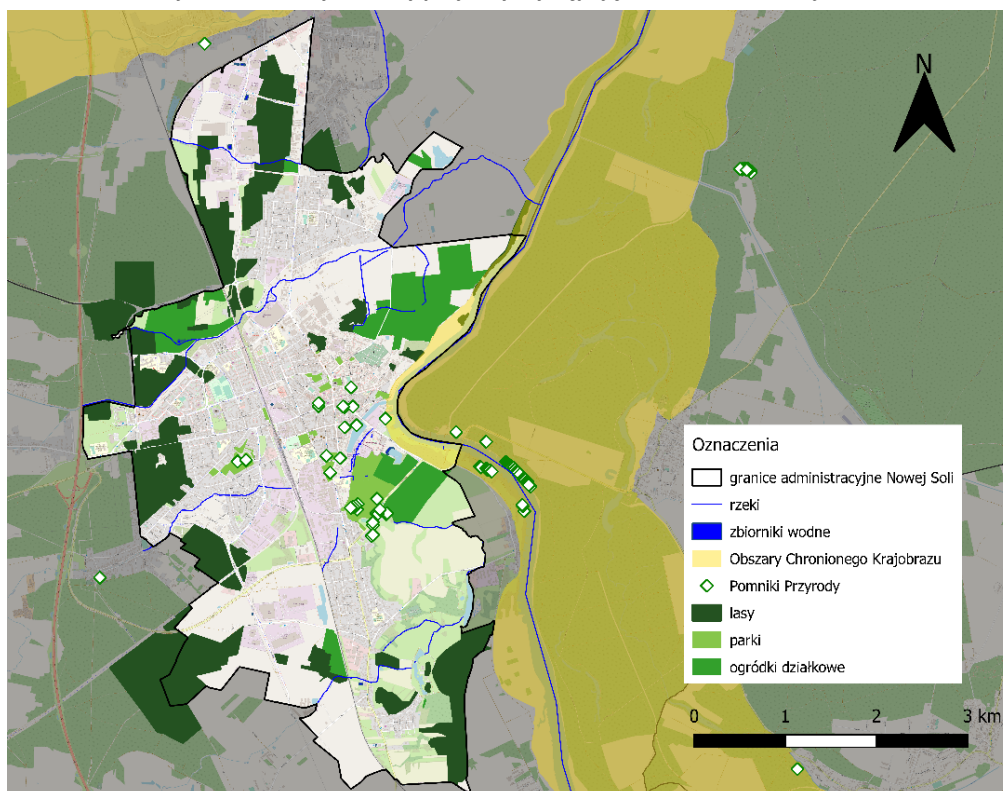 N
Oznaczenia
granice administracyjne Nowej Soli
rzeki
zbiorniki wodne
Obszary Chronionego Krajobrazu
Pomniki Przyrody
lasy
parki
ogródki działkowe
0 1 2 3 km